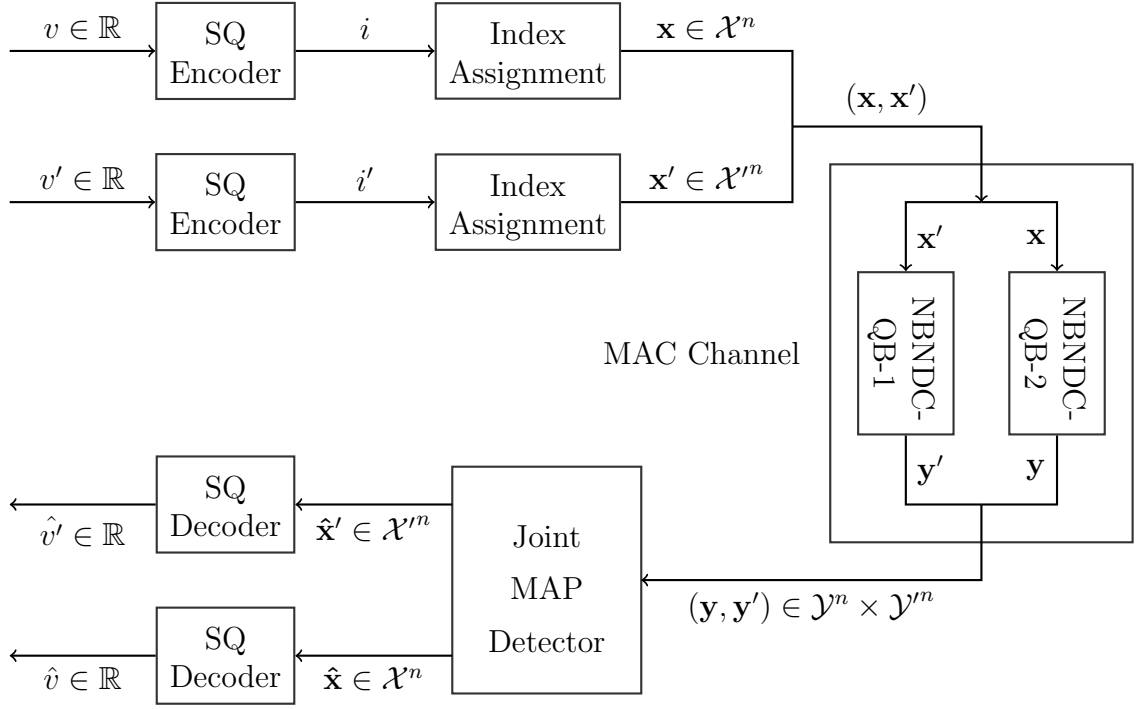 v ∈ ℝ
SQ
Encoder
i
Index
Assignment
𝐱 ∈ 𝒳ⁿ
(𝐱, 𝐱′)
v′ ∈ ℝ
SQ
Encoder
i′
Index
Assignment
𝐱′ ∈ 𝒳′ⁿ
𝐱′
𝐱
NBNDC-
QB-1
NBNDC-
QB-2
MAC Channel
𝐲′
𝐲
SQ
Decoder
v̂′ ∈ ℝ
𝐱̂′ ∈ 𝒳′ⁿ
Joint
MAP
Detector
(𝐲, 𝐲′) ∈ 𝒴ⁿ × 𝒴′ⁿ
SQ
Decoder
v̂ ∈ ℝ
𝐱̂ ∈ 𝒳ⁿ